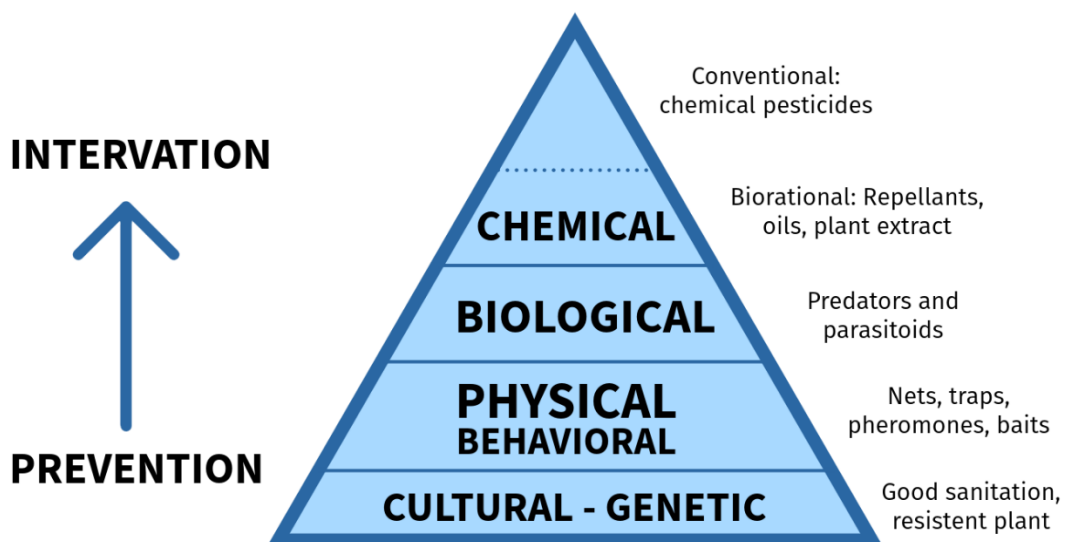 Conventional:
chemical pesticides
INTERVATION
Biorational: Repellants,
oils, plant extract
CHEMICAL
BIOLOGICAL
Predators and
parasitoids
PHYSICAL
BEHAVIORAL
Nets, traps,
pheromones, baits
PREVENTION
CULTURAL - GENETIC
Good sanitation,
resistent plant